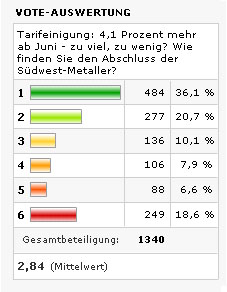 VOTE-AUSWERTUNG
Tarifeinigung: 4,1 Prozent mehr
ab Juni - zu viel, zu wenig? Wie
finden Sie den Abschluss der
Südwest-Metaller?
1 484 36,1 %
2 277 20,7 %
3 136 10,1 %
4 106 7,9 %
5 88 6,6 %
6 249 18,6 %
Gesamtbeteiligung: 1340
2,84 (Mittelwert)